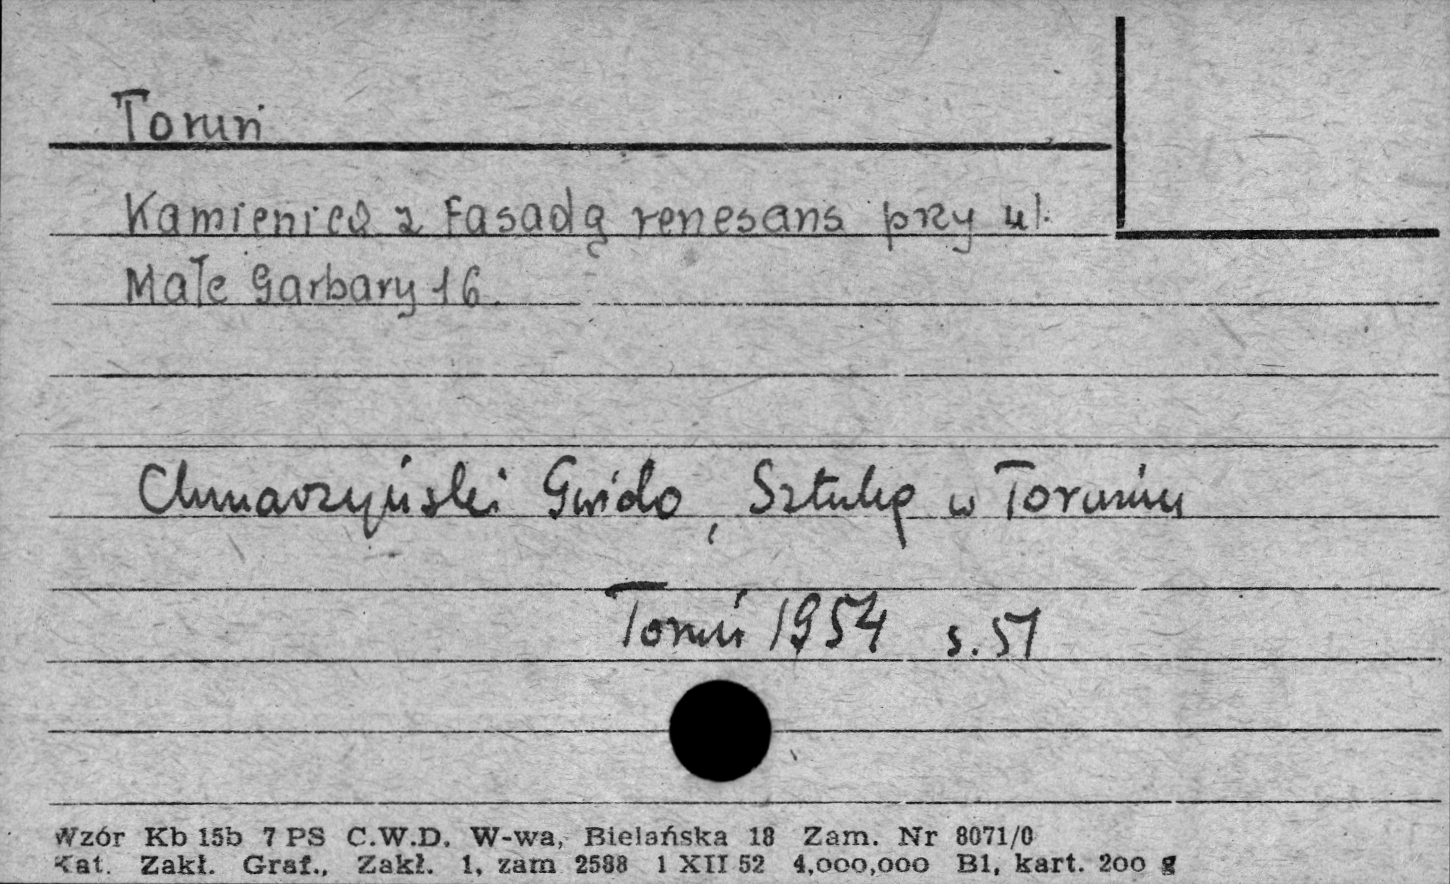 Toruń
Kamienica z fasadą renesans przy ul.
Małe Garbary 16.
Chmarzyński Gwido, Sztuka w Toruniu
Toruń 1954 s. 51
Wzór Kb 15b 7 PS C.W.D. W-wa, Bielańska 18 Zam. Nr 8071/0
Kat. Zakł. Graf., Zakł. 1, zam 2588 1 XII 52 4,000,000 B1, kart. 200 g